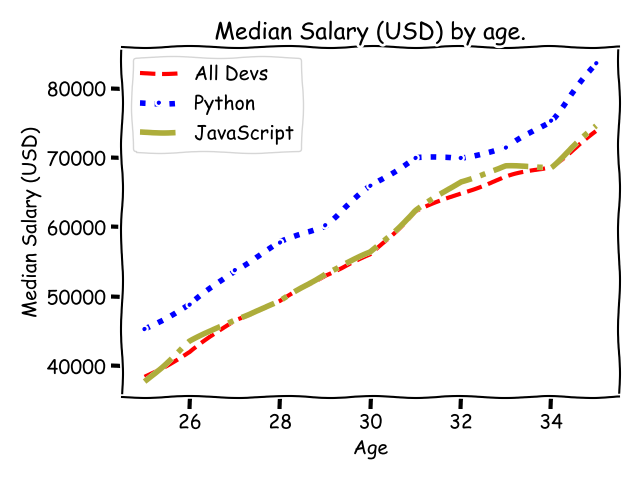 Median Salary (USD) by age.
All Devs
Python
JavaScript
80000
70000
60000
50000
40000
Median Salary (USD)
26 28 30 32 34
Age